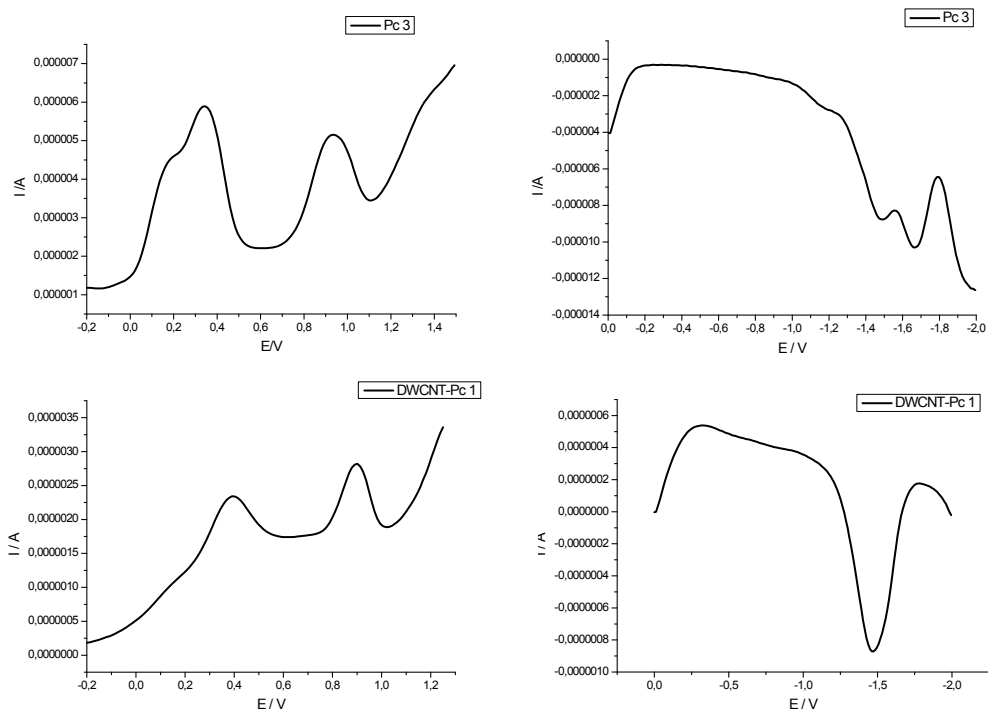 Pc 3
0,000007
0,000006
0,000005
0,000004
0,000003
0,000002
0,000001
I /A
-0,2 0,0 0,2 0,4 0,6 0,8 1,0 1,2 1,4
E/V
Pc 3
0,000000
-0,000002
-0,000004
-0,000006
-0,000008
-0,000010
-0,000012
-0,000014
I /A
0,0 -0,2 -0,4 -0,6 -0,8 -1,0 -1,2 -1,4 -1,6 -1,8 -2,0
E / V
DWCNT-Pc 1
0,0000035
0,0000030
0,0000025
0,0000020
0,0000015
0,0000010
0,0000005
0,0000000
I / A
-0,2 0,0 0,2 0,4 0,6 0,8 1,0 1,2
E / V
DWCNT-Pc 1
0,0000006
0,0000004
0,0000002
0,0000000
-0,0000002
-0,0000004
-0,0000006
-0,0000008
-0,0000010
I / A
0,0 -0,5 -1,0 -1,5 -2,0
E / V